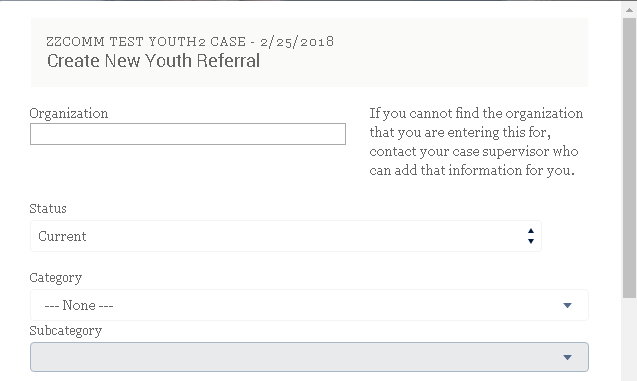 ZZCOMM TEST YOUTH2 CASE - 2/25/2018
Create New Youth Referral
Organization
If you cannot find the organization
that you are entering this for,
contact your case supervisor who
can add that information for you.
Status
Current
Category
--- None ---
Subcategory